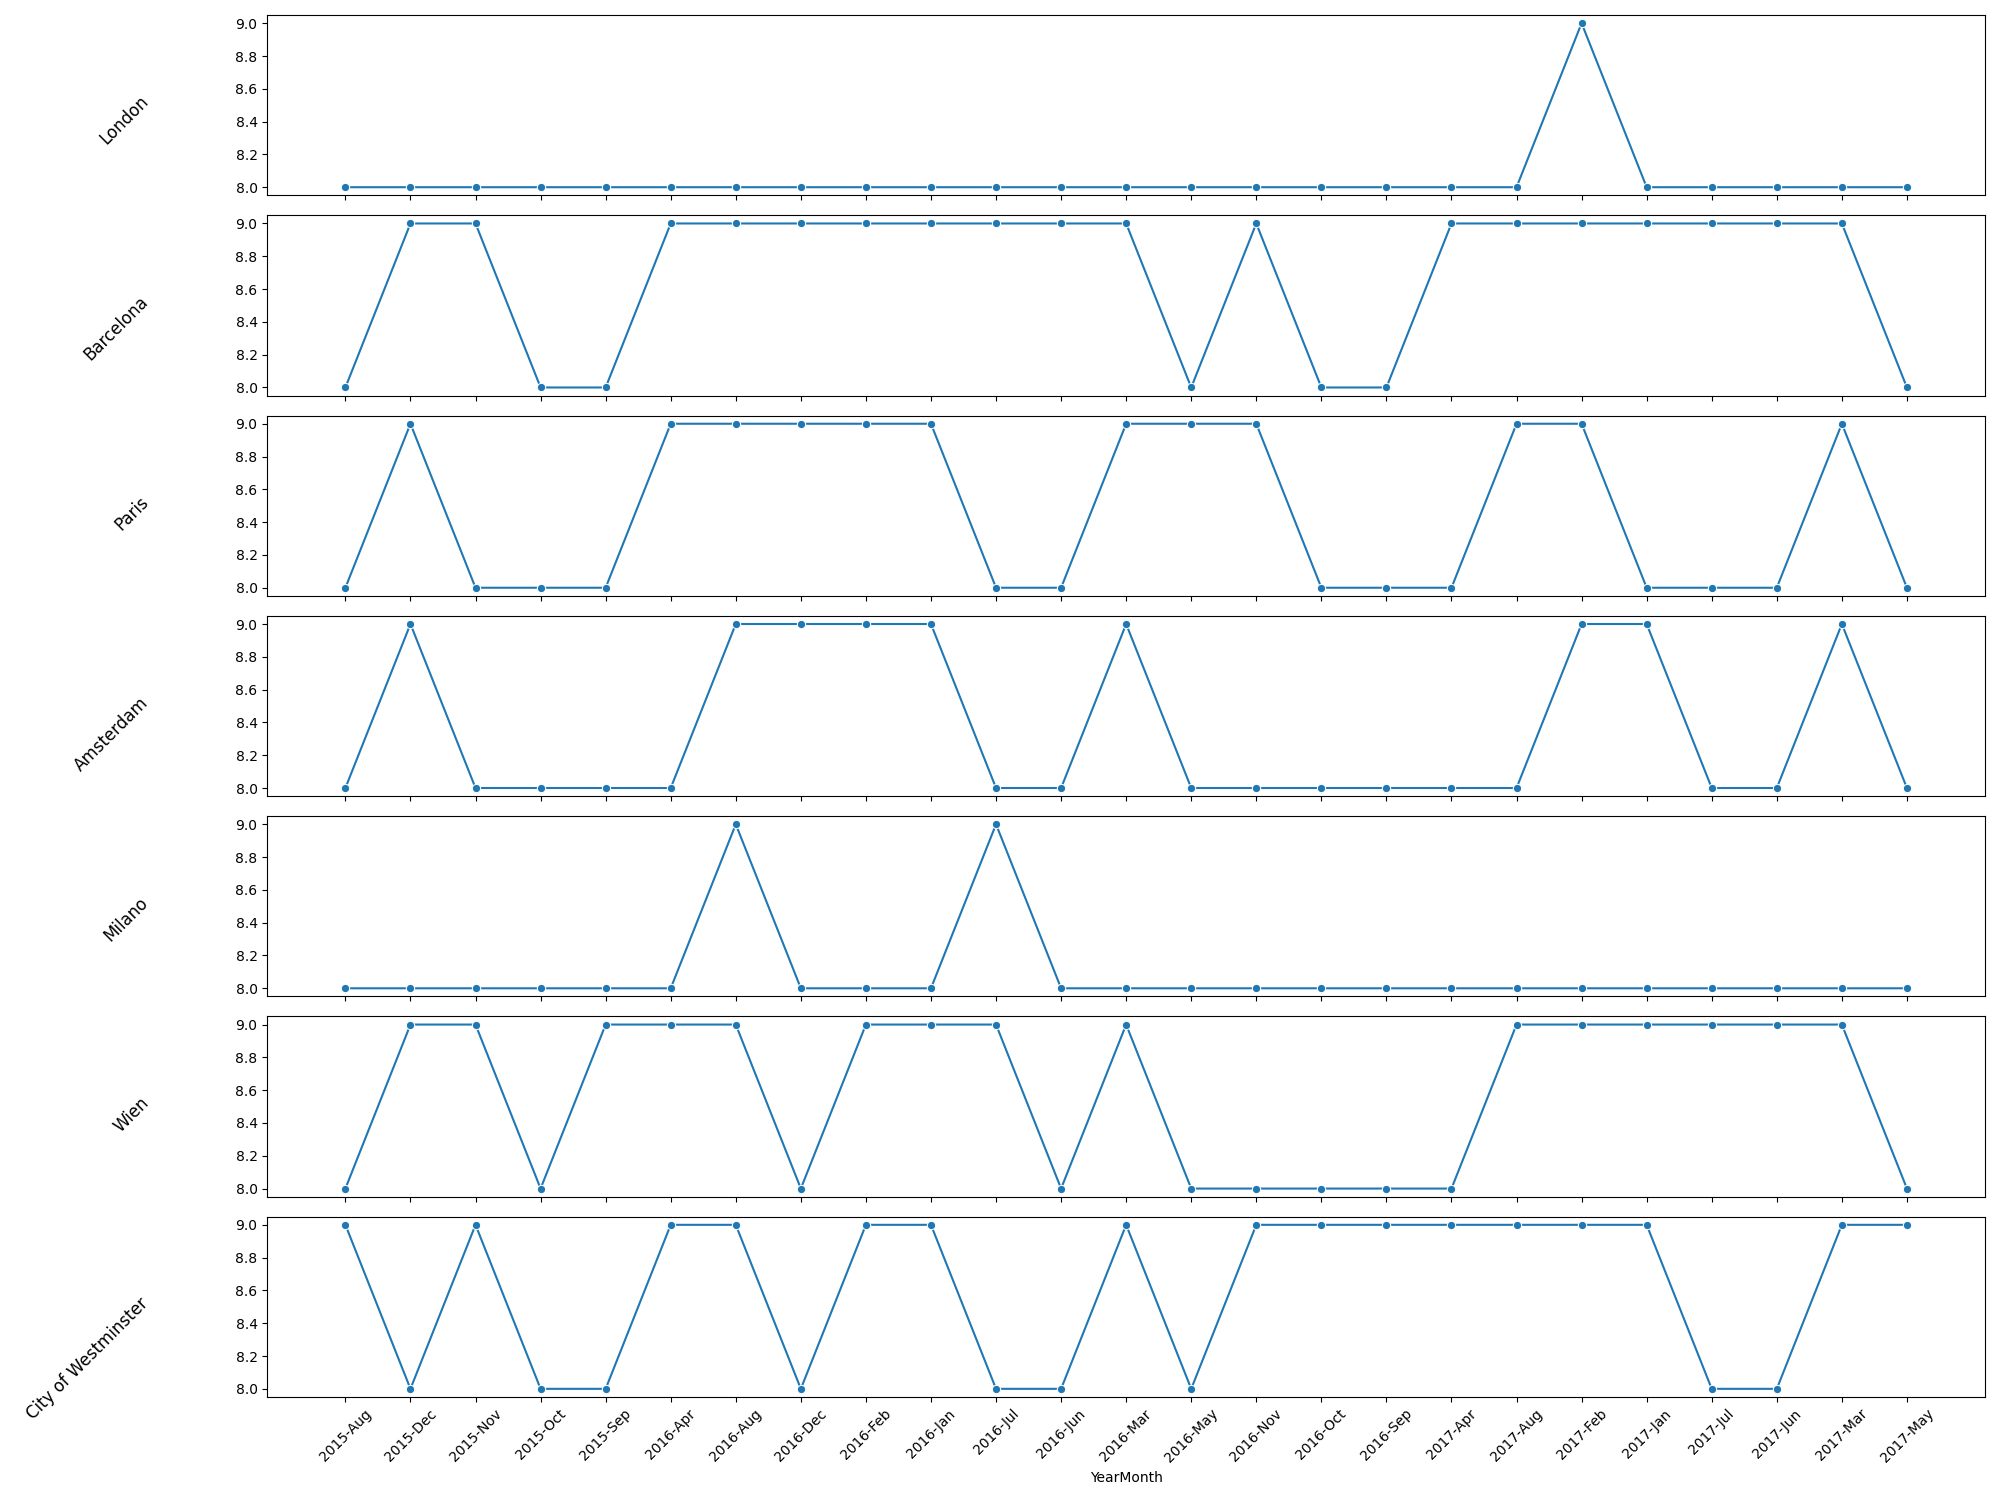 London
9.0
8.8
8.6
8.4
8.2
8.0
Barcelona
9.0
8.8
8.6
8.4
8.2
8.0
Paris
9.0
8.8
8.6
8.4
8.2
8.0
Amsterdam
9.0
8.8
8.6
8.4
8.2
8.0
Milano
9.0
8.8
8.6
8.4
8.2
8.0
Wien
9.0
8.8
8.6
8.4
8.2
8.0
City of Westminster
9.0
8.8
8.6
8.4
8.2
8.0
2015-Aug
2015-Dec
2015-Nov
2015-Oct
2015-Sep
2016-Apr
2016-Aug
2016-Dec
2016-Feb
2016-Jan
2016-Jul
2016-Jun
2016-Mar
2016-May
2016-Nov
2016-Oct
2016-Sep
2017-Apr
2017-Aug
2017-Feb
2017-Jan
2017-Jul
2017-Jun
2017-Mar
2017-May
YearMonth